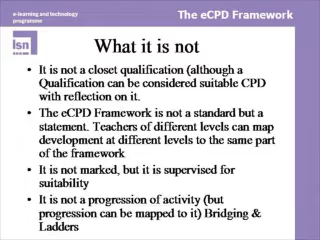 e-learning and technology
programme
The eCPD Framework
lsn
What it is not
• It is not a closet qualification (although a
Qualification can be considered suitable CPD
with reflection on it.
• The eCPD Framework is not a standard but a
statement. Teachers of different levels can map
development at different levels to the same part
of the framework
• It is not marked, but it is supervised for
suitability
• It is not a progression of activity (but
progression can be mapped to it) Bridging &
Ladders